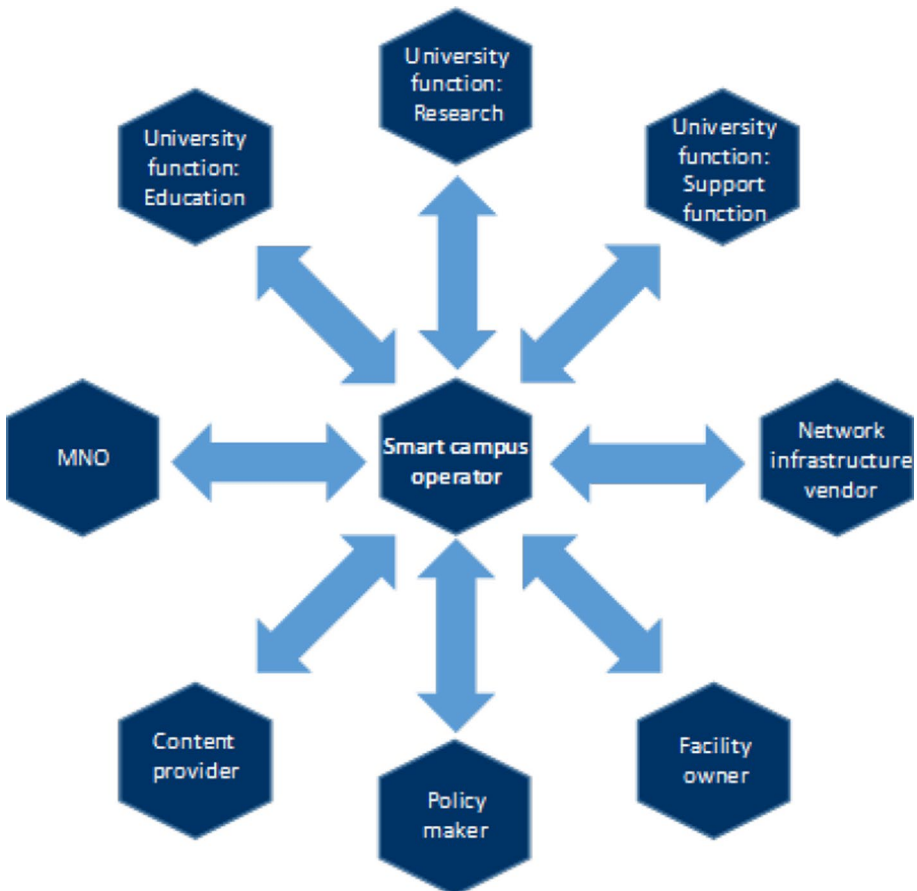 University
function:
Research
University
function:
Education
University
function:
Support
function
MNO
Smart campus
operator
Network
infrastructure
vendor
Content
provider
Policy
maker
Facility
owner